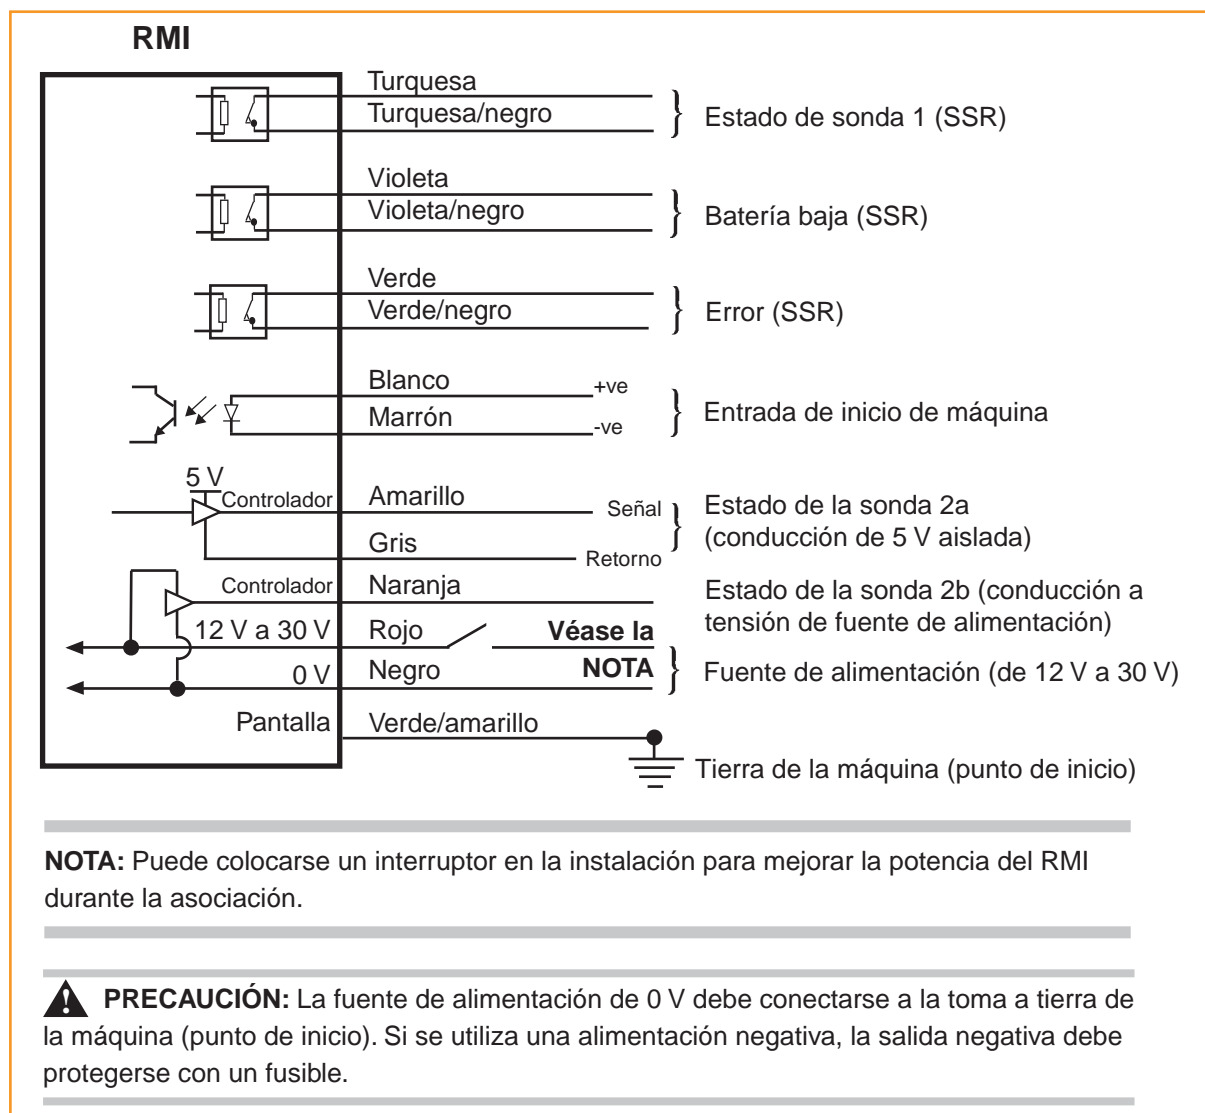 RMI
Turquesa
Turquesa/negro
Estado de sonda 1 (SSR)
Violeta
Violeta/negro
Batería baja (SSR)
Verde
Verde/negro
Error (SSR)
Blanco
+ve
Marrón
-ve
Entrada de inicio de máquina
5 V
Controlador
Amarillo
Señal
Gris
Retorno
Estado de la sonda 2a
(conducción de 5 V aislada)
Controlador
Naranja
Estado de la sonda 2b (conducción a
tensión de fuente de alimentación)
12 V a 30 V
Rojo
Véase la
NOTA
0 V
Negro
Fuente de alimentación (de 12 V a 30 V)
Pantalla
Verde/amarillo
Tierra de la máquina (punto de inicio)
NOTA: Puede colocarse un interruptor en la instalación para mejorar la potencia del RMI
durante la asociación.
PRECAUCIÓN: La fuente de alimentación de 0 V debe conectarse a la toma a tierra de
la máquina (punto de inicio). Si se utiliza una alimentación negativa, la salida negativa debe
protegerse con un fusible.